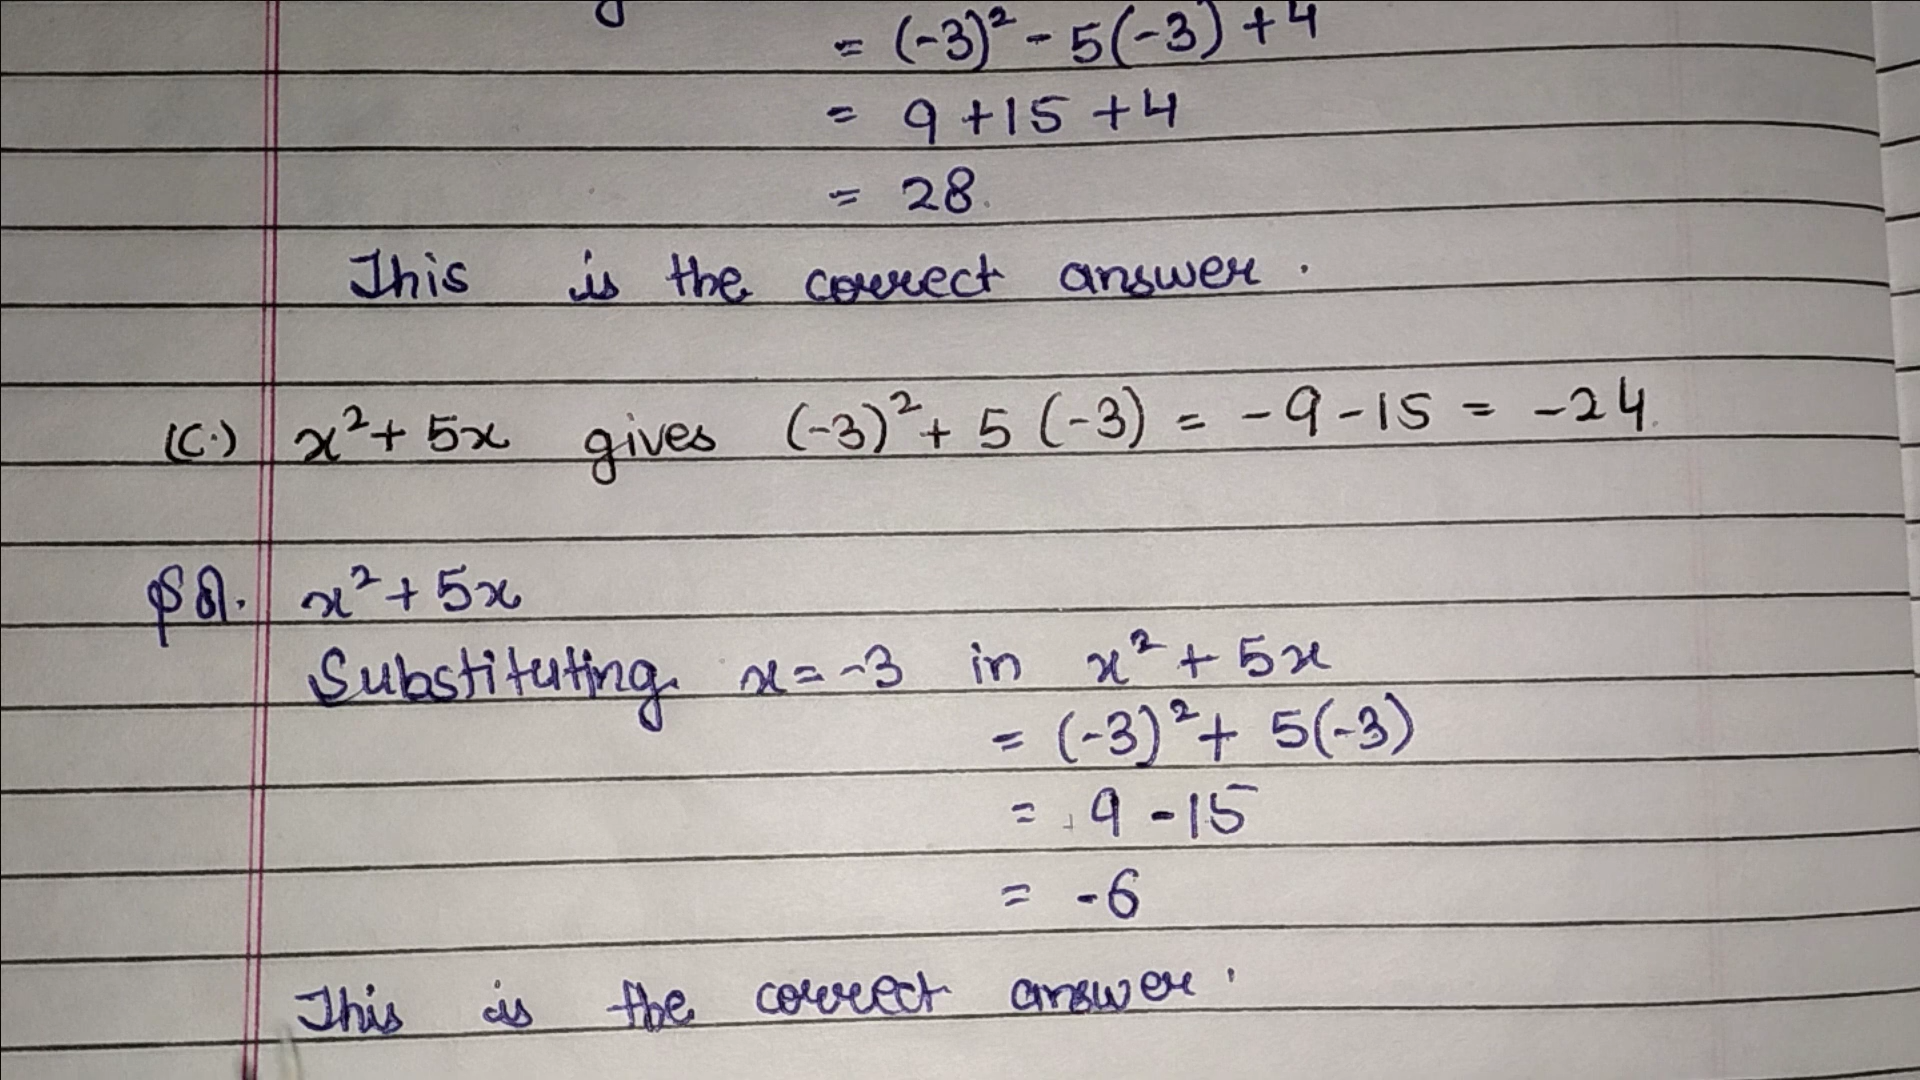 = (-3)² - 5(-3) + 4
= 9 + 15 + 4
= 28.
This is the correct answer.
(C.) x² + 5x gives (-3)² + 5 (-3) = -9 - 15 = -24.
x² + 5x
Substituting x = -3 in x² + 5x
= (-3)² + 5(-3)
= 9 - 15
= -6
This is the correct answer.